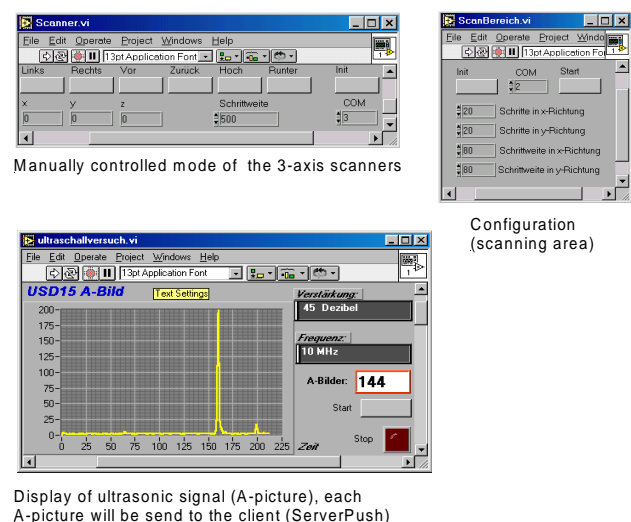 Scanner.vi
File Edit Operate Project Windows Help
13pt Application Font
Links Rechts Vor Zurück Hoch Runter Init
x y z Schrittweite COM
0 0 0 500 3
Manually controlled mode of the 3-axis scanners
ScanBereich.vi
File Edit Operate Project Windo
13pt Application Fo
1
Init COM Start
2
20 Schritte in x-Richtung
20 Schritte in y-Richtung
80 Schrittweite in x-Richtung
80 Schrittweite in y-Richtung
Configuration
(scanning area)
ultraschallversuch.vi
File Edit Operate Project Windows Help
13pt Application Font
1
USD15 A-Bild
Text Settings
Verstärkung:
45 Dezibel
Frequenz:
10 MHz
A-Bilder: 144
Start
Stop
Zeit
200
175
150
125
100
75
50
25
0
0 25 50 75 100 125 150 175 200 225
Display of ultrasonic signal (A-picture), each
A-picture will be send to the client (ServerPush)